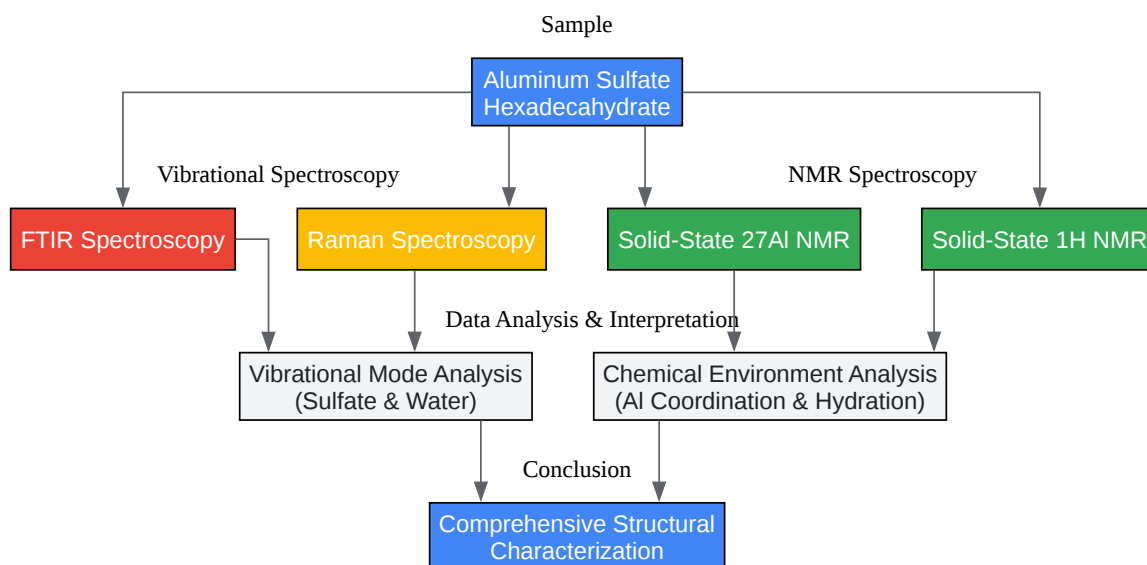 Sample
Aluminum Sulfate
Hexadecahydrate
Vibrational Spectroscopy
NMR Spectroscopy
FTIR Spectroscopy
Raman Spectroscopy
Solid-State 27Al NMR
Solid-State 1H NMR
Data Analysis & Interpretation
Vibrational Mode Analysis
(Sulfate & Water)
Chemical Environment Analysis
(Al Coordination & Hydration)
Conclusion
Comprehensive Structural
Characterization